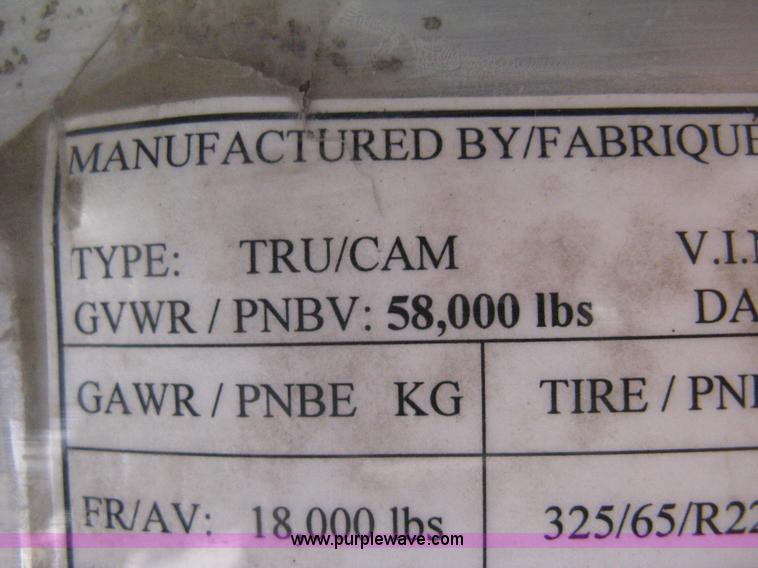 MANUFACTURED BY/FABRIQUÉ
TYPE: TRU/CAM V.I.N
GVWR / PNBV: 58,000 lbs DA
GAWR / PNBE KG TIRE / PN
FR/AV: 18,000 lbs 325/65/R22
www.purplewave.com